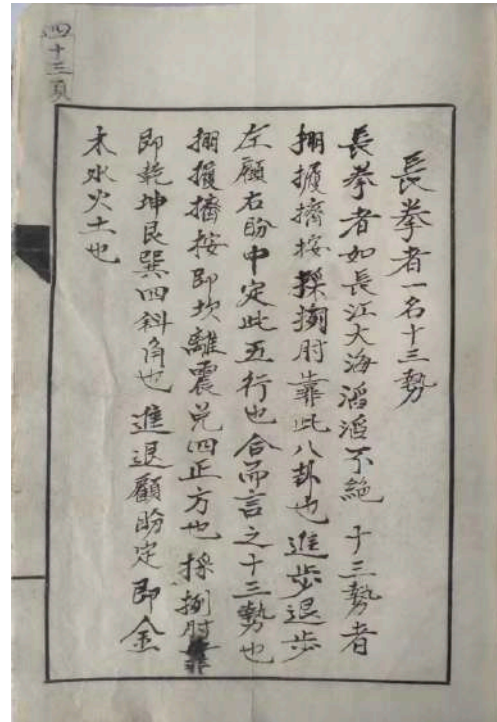 四十三頁
長拳者一名十三勢
長拳者如長江大海滔滔不絶 十三勢者
掤攌擠按採挒肘靠此八卦也進步退步
左顧右盼中定此五行也合而言之十三勢也
掤攌擠按即坎離震兌四正方也 採挒肘靠
即乾坤艮巽四斜角也 進退顧盼定即金
木水火土也